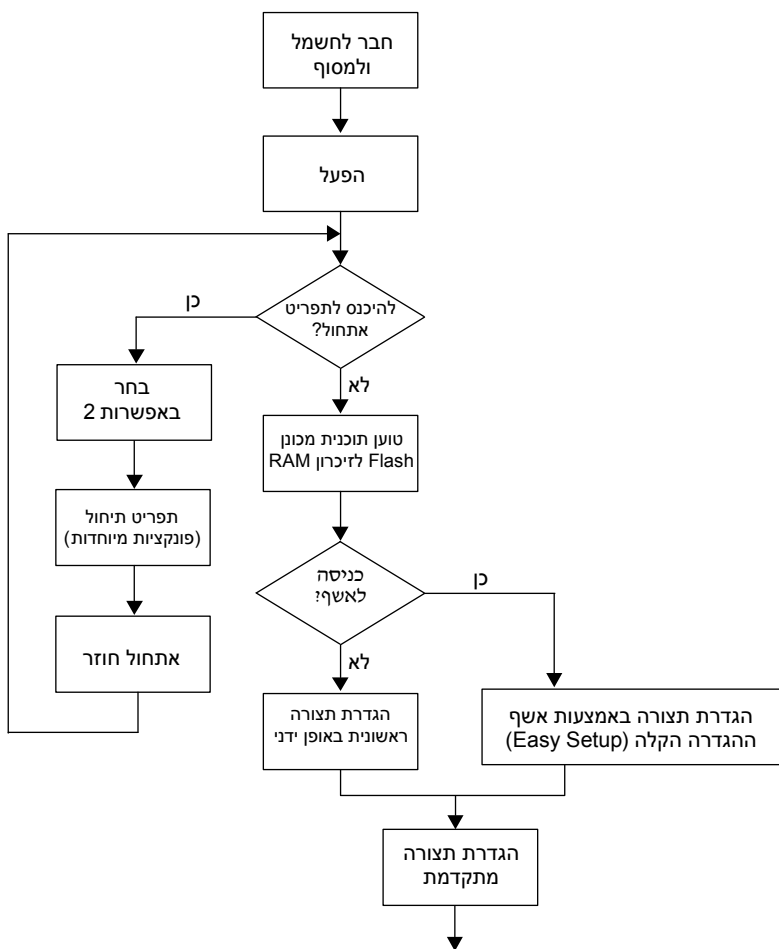 חבר לחשמל
ולמסוף
הפעל
להיכנס לתפריט
אתחול?
כן
לא
בחר
באפשרות 2
טוען תוכנית מכונן
Flash לזיכרון RAM
תפריט תיחול
(פונקציות מיוחדות)
כניסה
לאשף?
כן
לא
אתחול חוזר
הגדרת תצורה
ראשונית באופן ידני
הגדרת תצורה באמצעות אשף
ההגדרה הקלה (Easy Setup)
הגדרת תצורה
מתקדמת